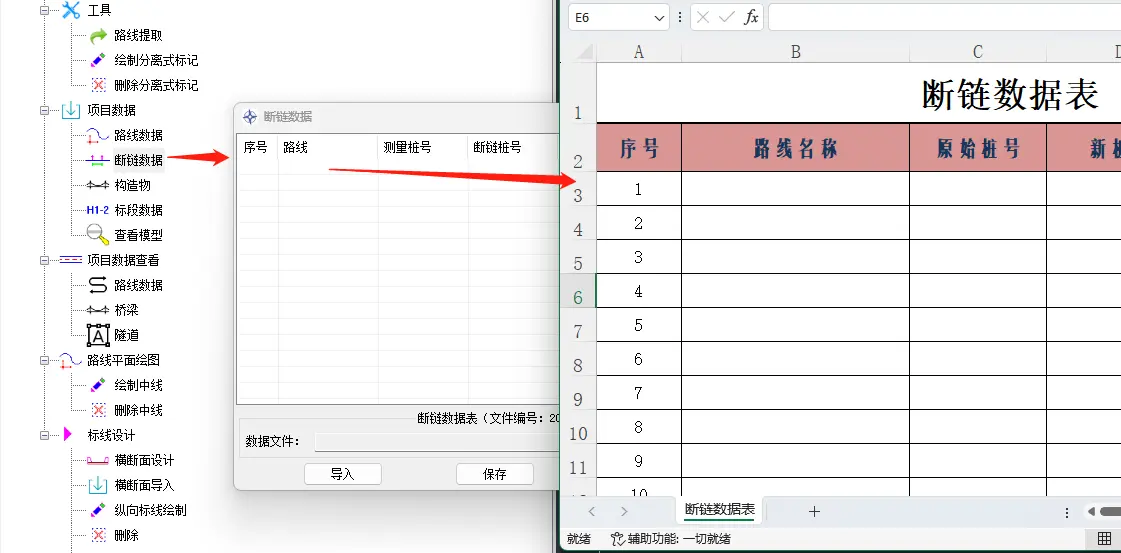 工具
路线提取
绘制分离式标记
删除分离式标记
项目数据
路线数据
断链数据
构造物
H1-2 标段数据
查看模型
项目数据查看
路线数据
桥梁
A 隧道
路线平面绘图
绘制中线
删除中线
标线设计
横断面设计
横断面导入
纵向标线绘制
删除
断链数据
序号 路线 测量桩号 断链桩号
断链数据表（文件编号：20
数据文件：
导入 保存
E6 fx
A B C D
1 断链数据表
2 序号 路线名称 原始桩号 新桩
3 1
4 2
5 3
6 4
7 5
8 6
9 7
10 8
11 9
10
断链数据表
就绪 辅助功能: 一切就绪